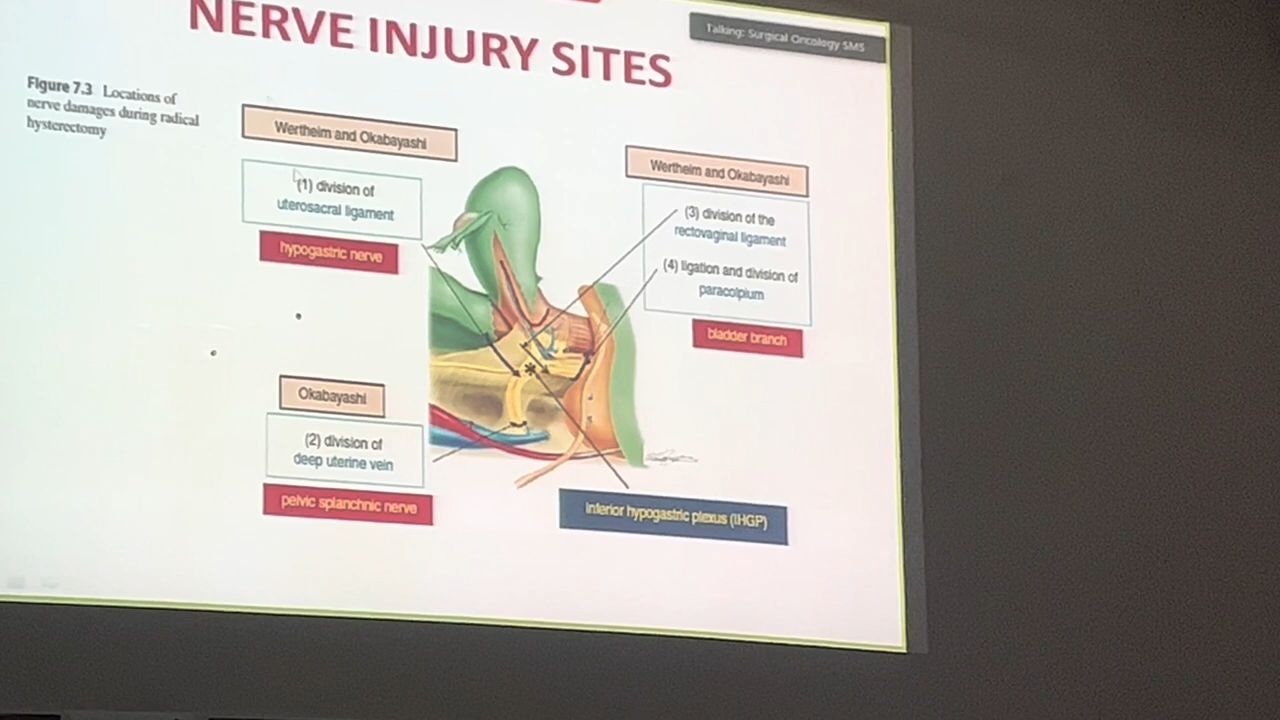 NERVE INJURY SITES
Talking: Surgical Oncology SMS
Figure 7.3 Locations of
nerve damages during radical
hysterectomy
Wertheim and Okabayashi
(1) division of
uterosacral ligament
hypogastric nerve
Wertheim and Okabayashi
(3) division of the
rectovaginal ligament
(4) ligation and division of
paracolpium
bladder branch
Okabayashi
(2) division of
deep uterine vein
pelvic splanchnic nerve
*
Inferior hypogastric plexus (IHGP)